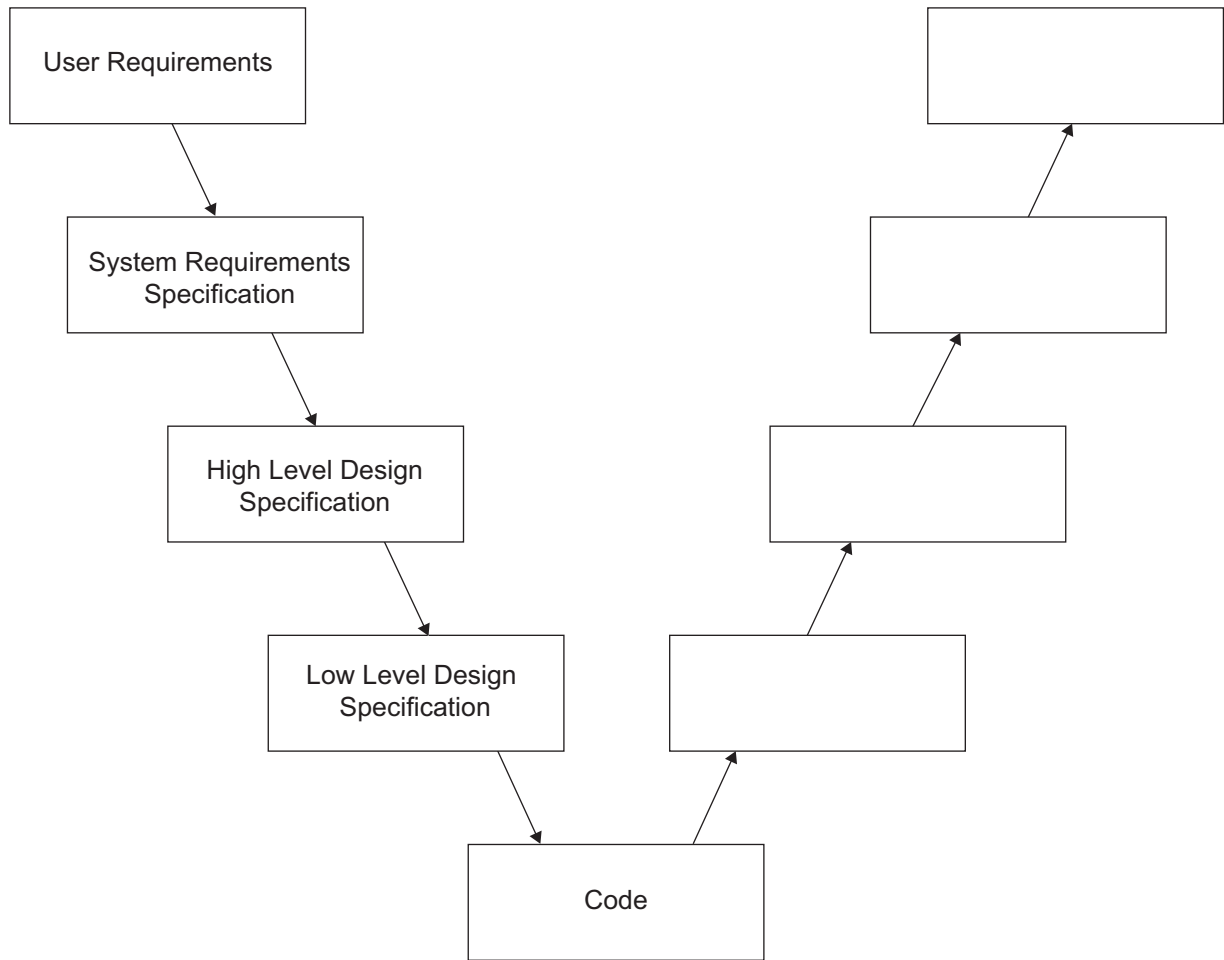 User Requirements
System Requirements
Specification
High Level Design
Specification
Low Level Design
Specification
Code